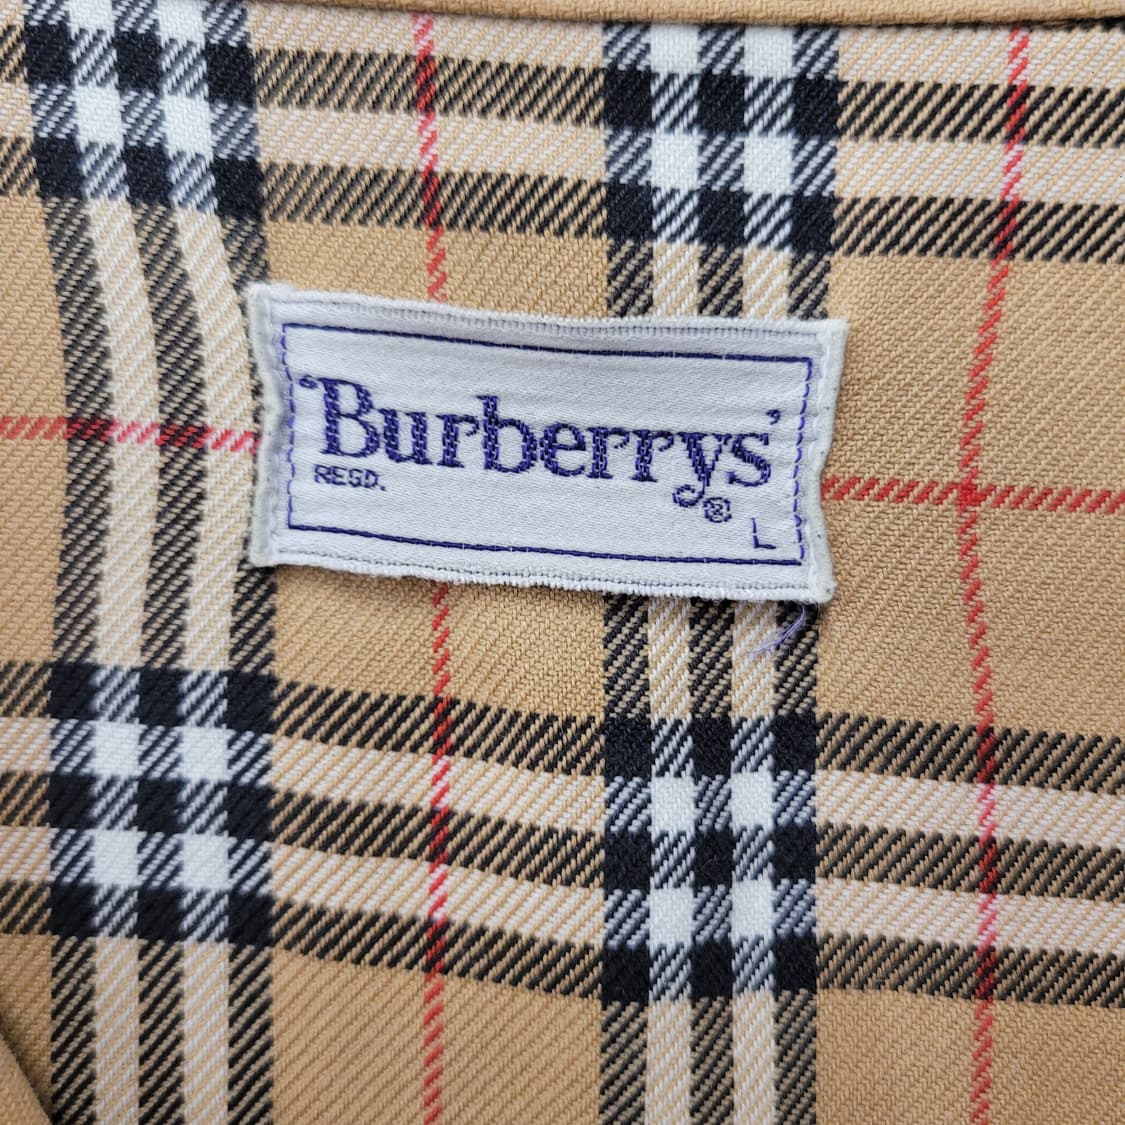 "Burberrys'
REGD. ®
L